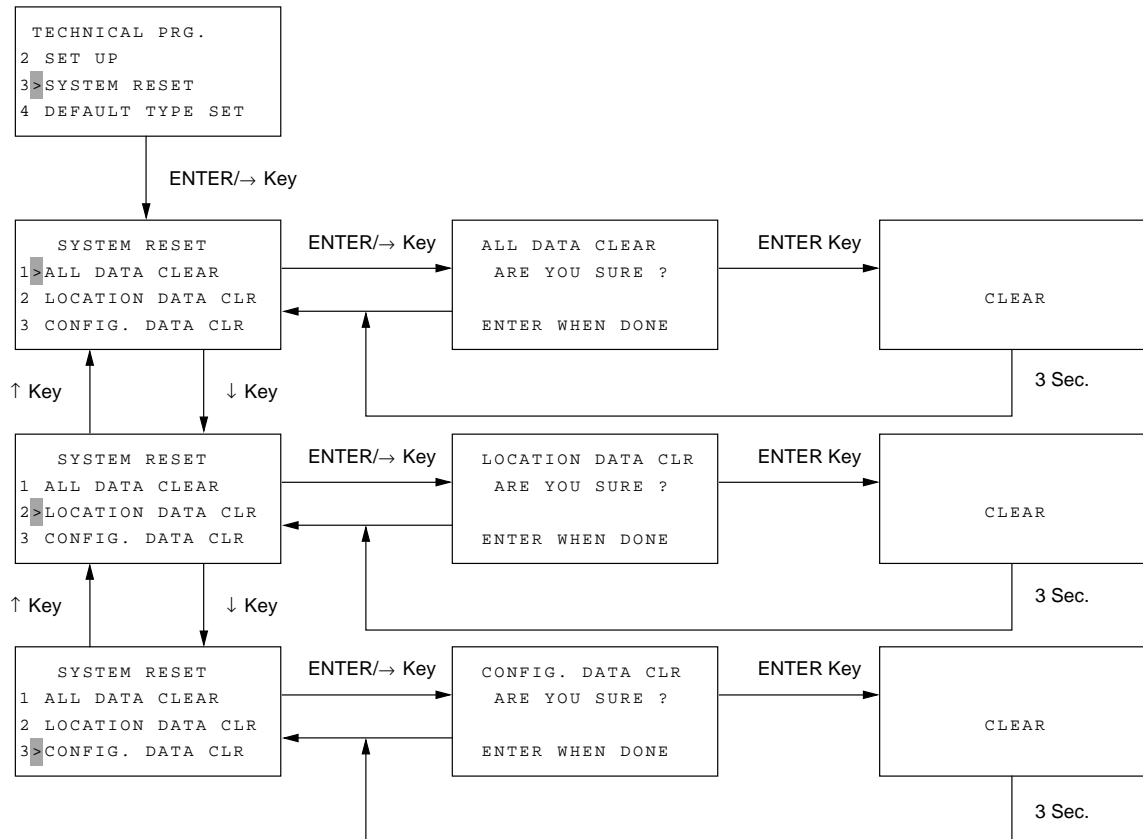 TECHNICAL PRG.
2 SET UP
3>SYSTEM RESET
4 DEFAULT TYPE SET
ENTER/→ Key
SYSTEM RESET
1>ALL DATA CLEAR
2 LOCATION DATA CLR
3 CONFIG. DATA CLR
ENTER/→ Key
ALL DATA CLEAR
ARE YOU SURE ?
ENTER WHEN DONE
ENTER Key
CLEAR
3 Sec.
↑ Key
↓ Key
SYSTEM RESET
1 ALL DATA CLEAR
2>LOCATION DATA CLR
3 CONFIG. DATA CLR
ENTER/→ Key
LOCATION DATA CLR
ARE YOU SURE ?
ENTER WHEN DONE
ENTER Key
CLEAR
3 Sec.
↑ Key
↓ Key
SYSTEM RESET
1 ALL DATA CLEAR
2 LOCATION DATA CLR
3>CONFIG. DATA CLR
ENTER/→ Key
CONFIG. DATA CLR
ARE YOU SURE ?
ENTER WHEN DONE
ENTER Key
CLEAR
3 Sec.